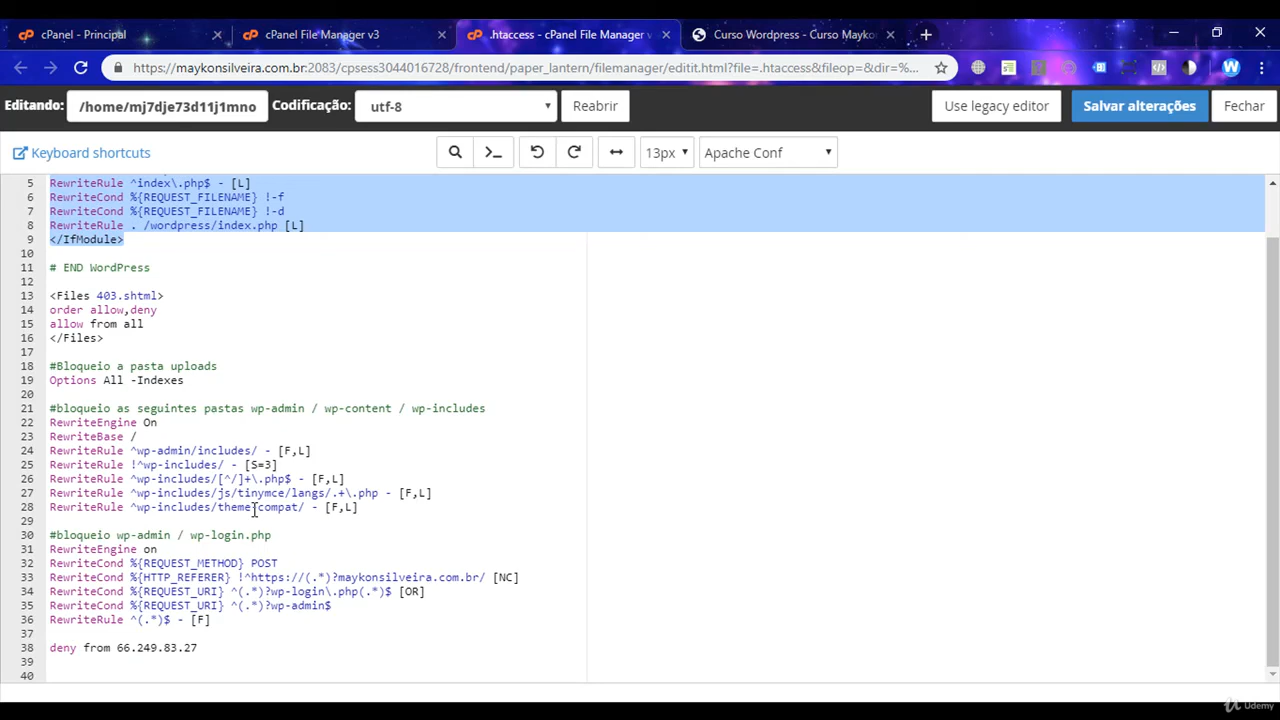 cPanel - Principal
cPanel File Manager v3
.htaccess - cPanel File Manager v
Curso Wordpress - Curso Mayko
https://maykonsilveira.com.br:2083/cpsess3044016728/frontend/paper_lantern/filemanager/editit.html?file=.htaccess&fileop=&dir=%...
W
Editando: /home/mj7dje73d11j1mno Codificação: utf-8 Reabrir Use legacy editor Salvar alterações Fechar
Keyboard shortcuts 13px Apache Conf
5 RewriteRule ^index\.php$ - [L]
6 RewriteCond %{REQUEST_FILENAME} !-f
7 RewriteCond %{REQUEST_FILENAME} !-d
8 RewriteRule . /wordpress/index.php [L]
9 </IfModule>
10
11 # END WordPress
12
13 <Files 403.shtml>
14 order allow,deny
15 allow from all
16 </Files>
17
18 #Bloqueio a pasta uploads
19 Options All -Indexes
20
21 #bloqueio as seguintes pastas wp-admin / wp-content / wp-includes
22 RewriteEngine On
23 RewriteBase /
24 RewriteRule ^wp-admin/includes/ - [F,L]
25 RewriteRule !^wp-includes/ - [S=3]
26 RewriteRule ^wp-includes/[^/]+\.php$ - [F,L]
27 RewriteRule ^wp-includes/js/tinymce/langs/.+\.php - [F,L]
28 RewriteRule ^wp-includes/theme-compat/ - [F,L]
29
30 #bloqueio wp-admin / wp-login.php
31 RewriteEngine on
32 RewriteCond %{REQUEST_METHOD} POST
33 RewriteCond %{HTTP_REFERER} !^https://(.*)?maykonsilveira.com.br/ [NC]
34 RewriteCond %{REQUEST_URI} ^(.*)?wp-login\.php(.*)$ [OR]
35 RewriteCond %{REQUEST_URI} ^(.*)?wp-admin$
36 RewriteRule ^(.*)$ - [F]
37
38 deny from 66.249.83.27
39
40
Udemy